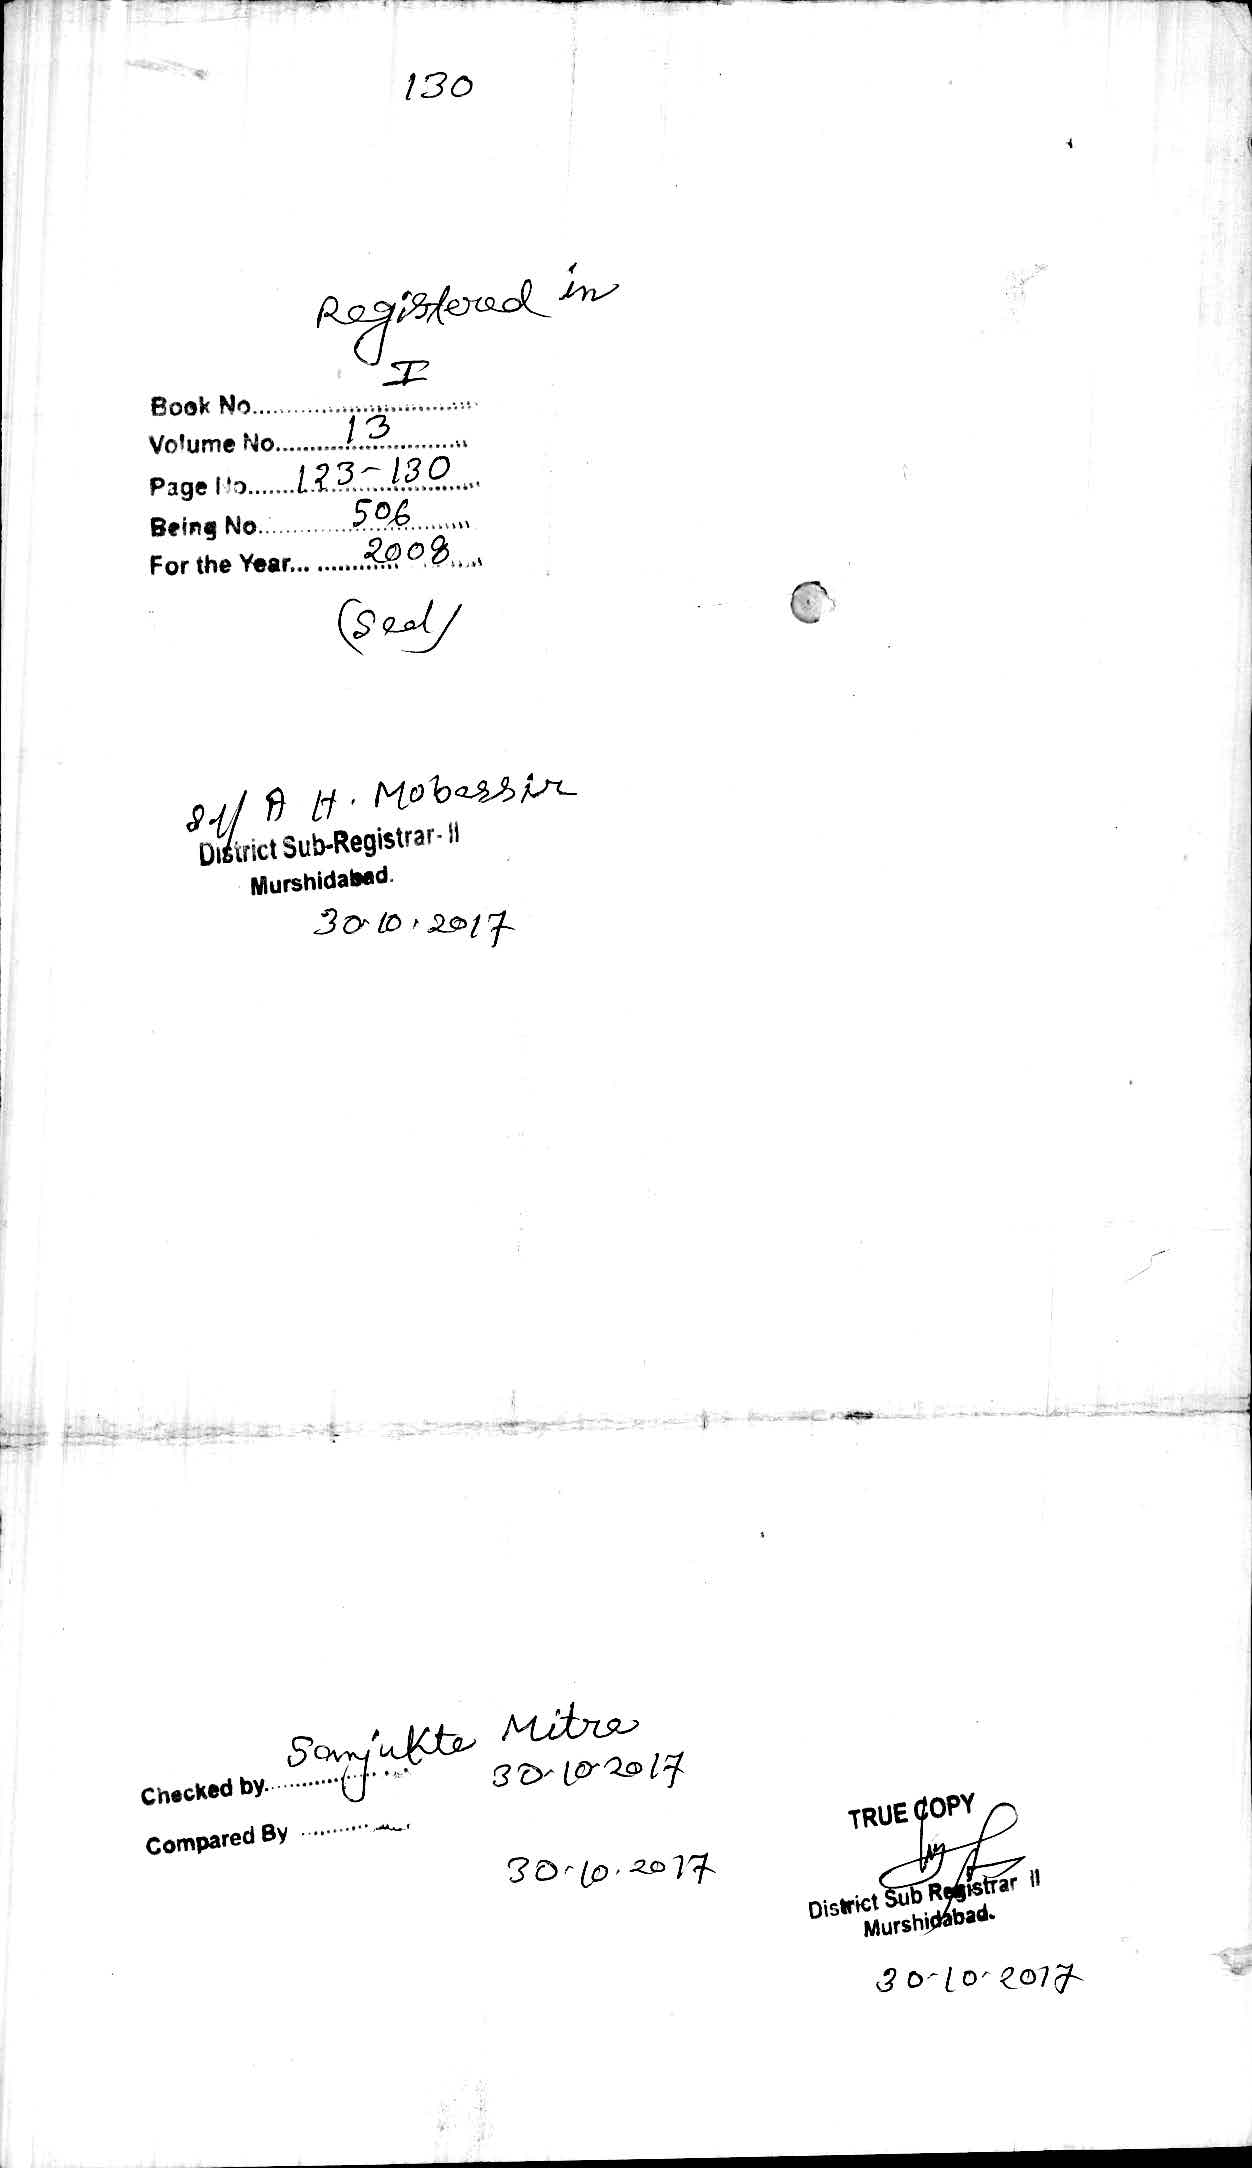 130
Registered in
Book No. I
Volume No. 13
Page No. 123-130
Being No. 506
For the Year... 2008
(Seal)
Sd/ A H. Mobassir
District Sub-Registrar-II
Murshidabad.
30.10.2017
Sanjukta Mitra
Checked by. 30.10.2017
Compared By
30.10.2017
TRUE COPY
District Sub Registrar II
Murshidabad.
30-10-2017